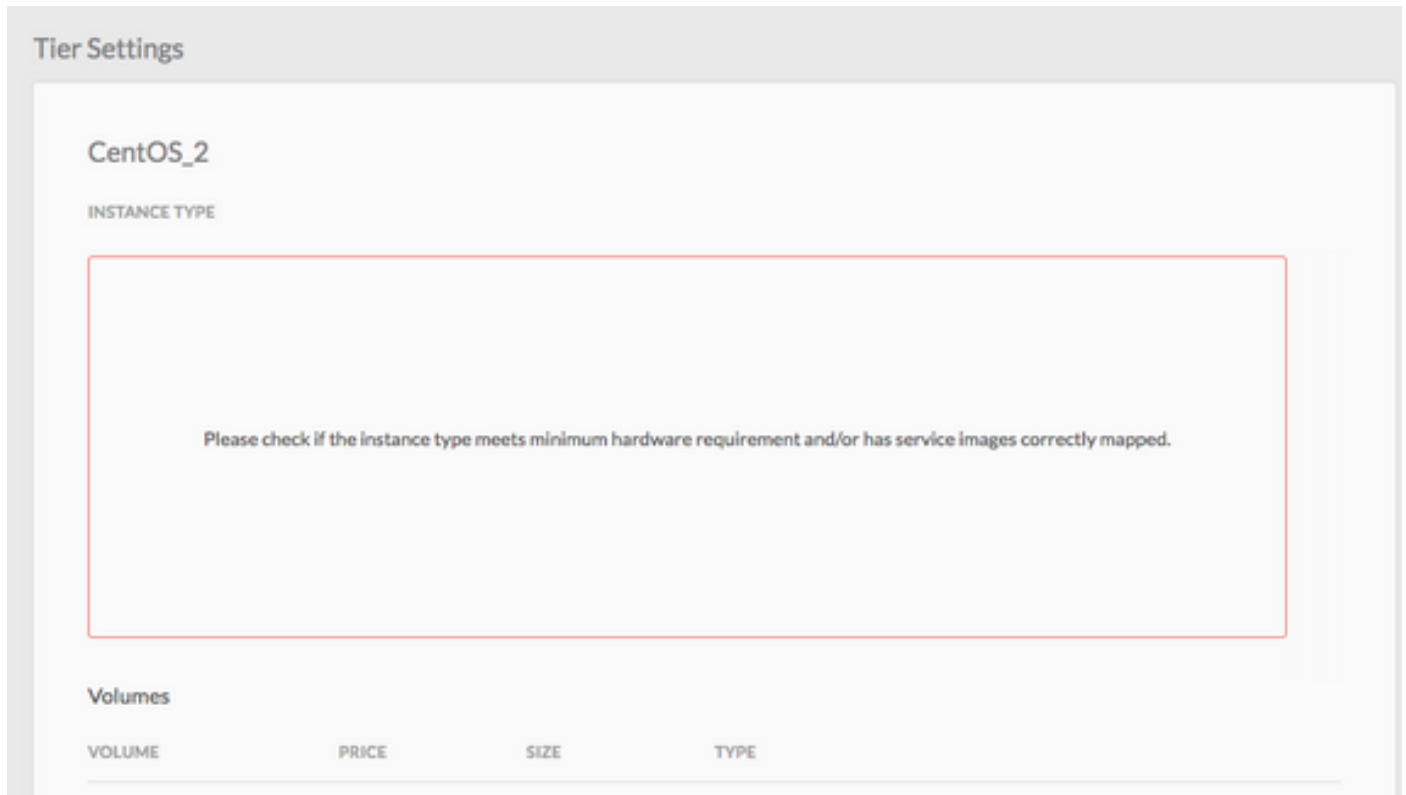 Tier Settings
CentOS_2
INSTANCE TYPE
Please check if the instance type meets minimum hardware requirement and/or has service images correctly mapped.
Volumes
VOLUME PRICE SIZE TYPE